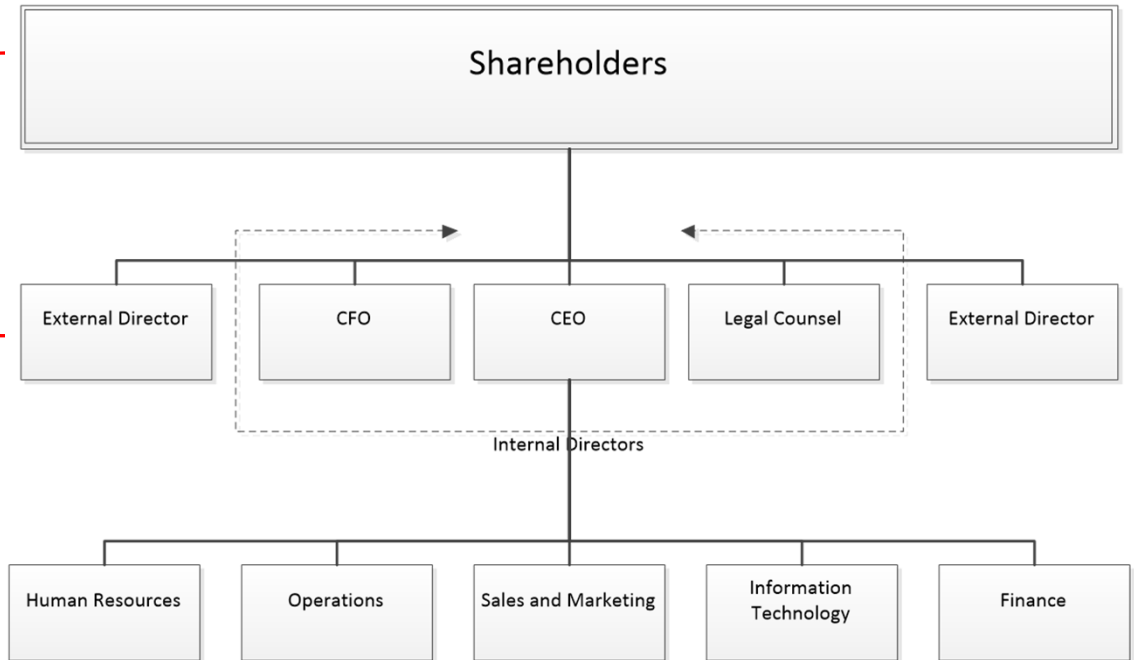 Shareholders
External Director
CFO
CEO
Legal Counsel
External Director
Internal Directors
Human Resources
Operations
Sales and Marketing
Information
Technology
Finance